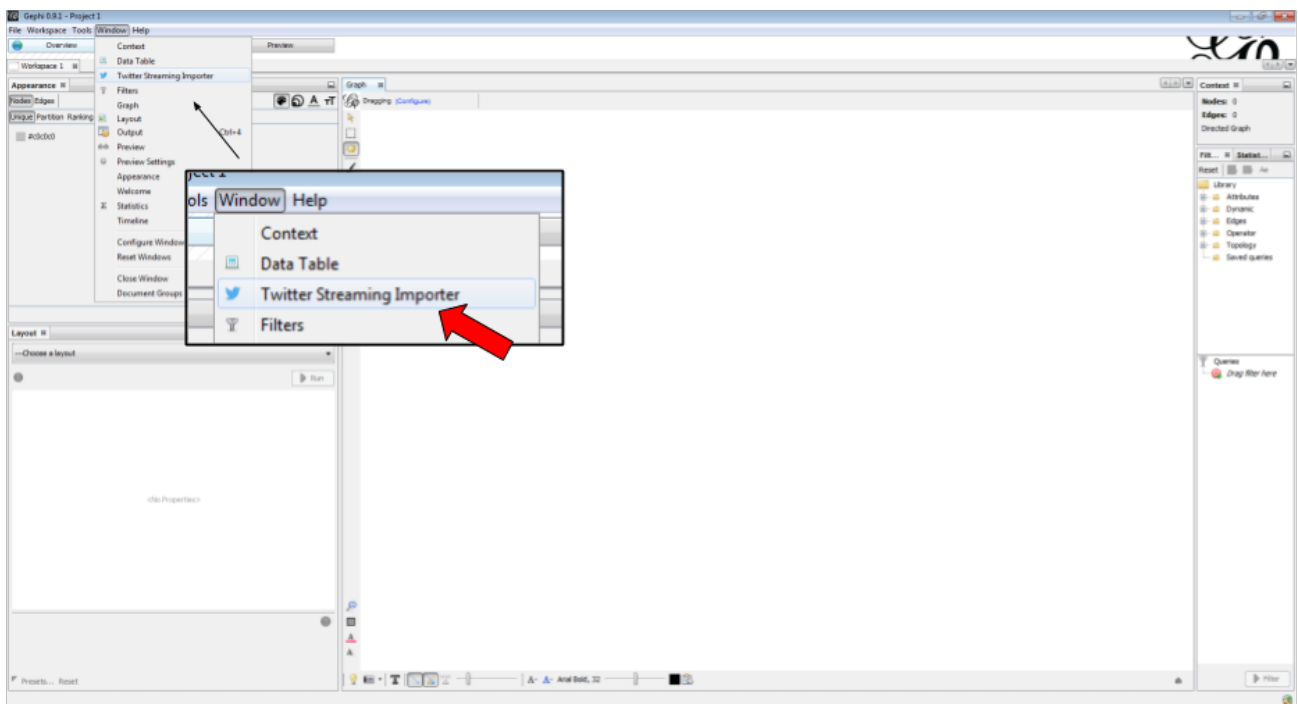 Gephi 0.9.1 - Project 1
File Workspace Tools Window Help
Overview
Preview
Workspace 1
Context
Data Table
Twitter Streaming Importer
Filters
Graph
Layout
Output Ctrl+4
Preview
Preview Settings
Appearance
Welcome
Statistics
Timeline
Configure Window
Reset Windows
Close Window
Document Groups
Appearance
Nodes Edges
Unique Partition Ranking
#c0c0c0
ols Window Help
Context
Data Table
Twitter Streaming Importer
Filters
Layout
---Choose a layout
Run
<No Properties>
Presets... Reset
Graph
Dragging (Configure)
A- A- Arial Bold, 32
Context
Nodes: 0
Edges: 0
Directed Graph
Filt... Statist...
Reset
Library
Attributes
Dynamic
Edges
Operator
Topology
Saved queries
Queries
Drag filter here
Filter